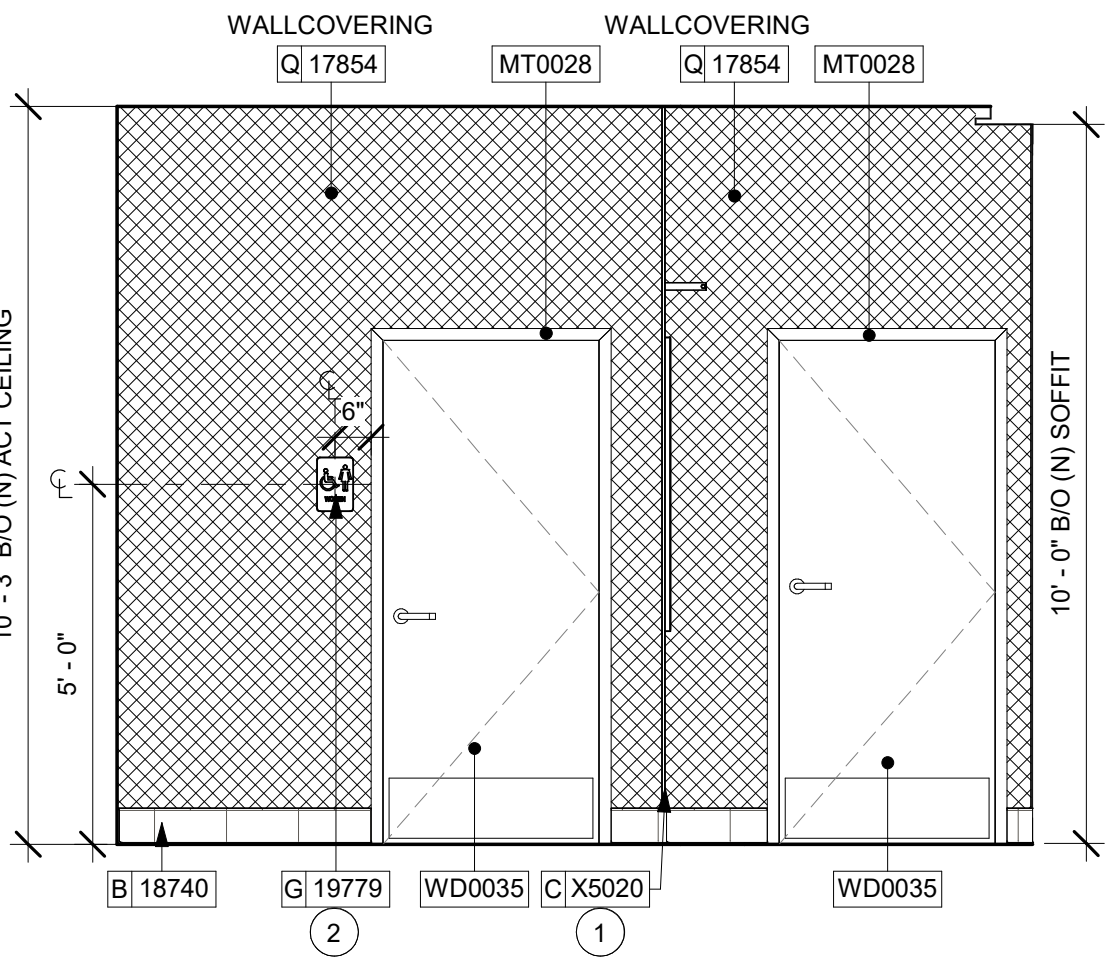 WALLCOVERING
WALLCOVERING
Q 17854
MT0028
Q 17854
MT0028
10' - 3" B/O (N) ACT CEILING
10' - 0" B/O (N) SOFFIT
6"
WOMEN
5' - 0"
B 18740
G 19779
WD0035
C X5020
WD0035
2
1